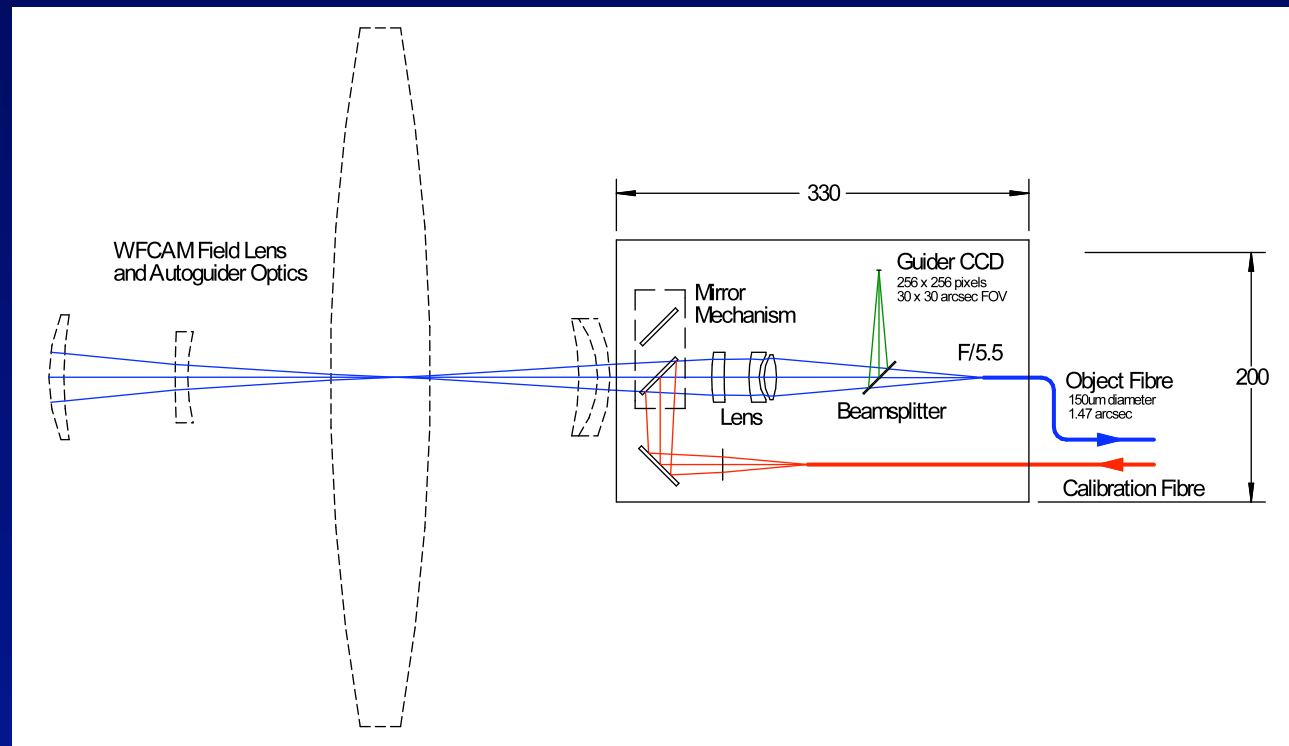 WFCAM Field Lens
and Autoguider Optics
330
Mirror
Mechanism
Guider CCD
256 x 256 pixels
30 x 30 arcsec FOV
F/5.5
Lens
Beamsplitter
Object Fibre
150um diameter
1.47 arcsec
200
Calibration Fibre